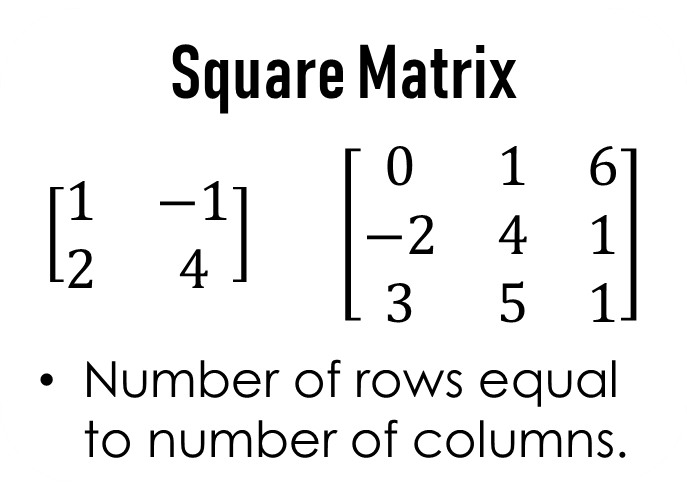 Square Matrix
[1 −1]
[2 4]
[0 1 6]
[−2 4 1]
[3 5 1]
• Number of rows equal
to number of columns.